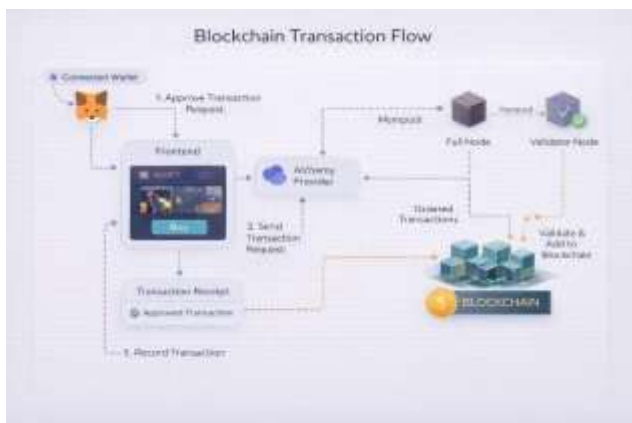 Blockchain Transaction Flow
Connected Wallet
1. Approve Transaction
Request
Frontend
Buy
Alchemy
Provider
2. Send
Transaction
Request
Mempool
Full Node
Validator Node
Ordered
Transactions
Validate &
Add to
Blockchain
BLOCKCHAIN
Transaction Receipt
Approved Transaction
Record Transaction